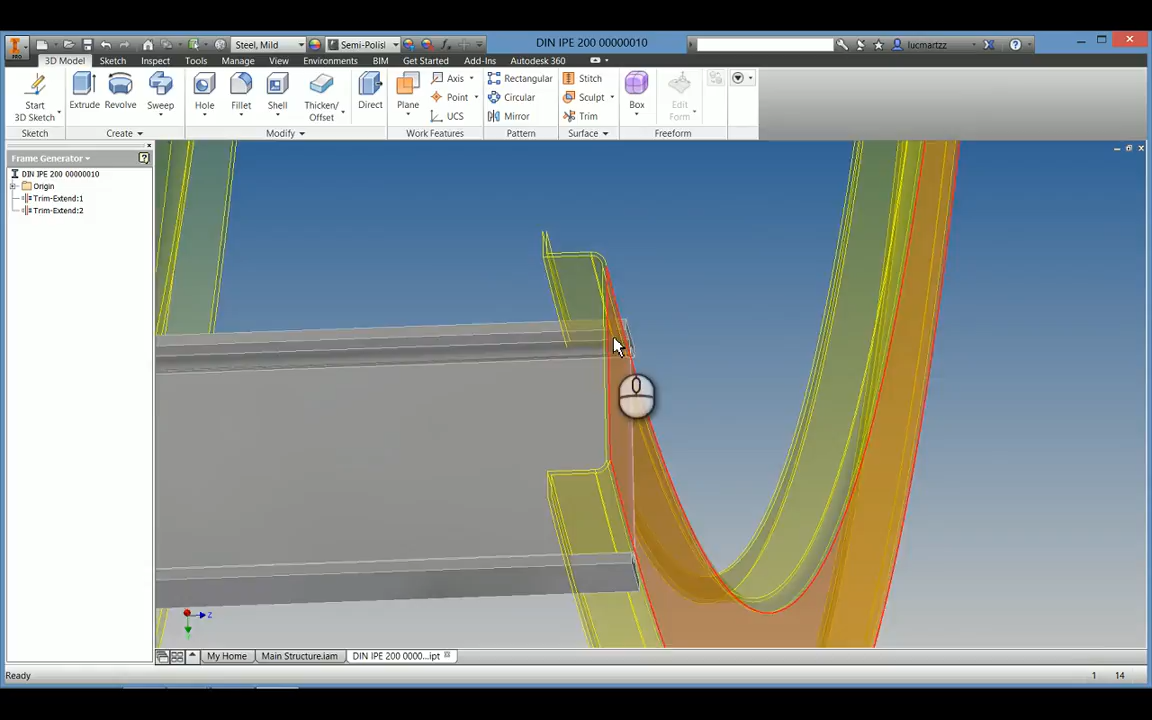 Steel, Mild
Semi-Polisl
DIN IPE 200 00000010
lucmartzz
PRO
3D Model
Sketch
Inspect
Tools
Manage
View
Environments
BIM
Get Started
Add-Ins
Autodesk 360
Start
3D Sketch
Extrude
Revolve
Sweep
Hole
Fillet
Shell
Thicken/
Offset
Direct
Plane
Axis
Point
UCS
Rectangular
Circular
Mirror
Stitch
Sculpt
Trim
Box
Edit
Form
Sketch
Create
Modify
Work Features
Pattern
Surface
Freeform
Frame Generator
DIN IPE 200 00000010
Origin
Trim-Extend:1
Trim-Extend:2
0
Z
My Home
Main Structure.iam
DIN IPE 200 0000...ipt
Ready
1
14